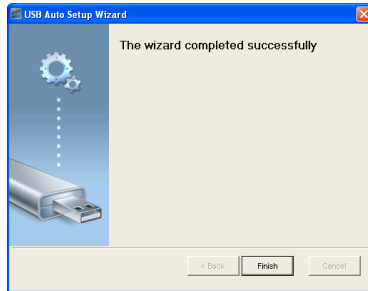 USB Auto Setup Wizard
The wizard completed successfully
< Back
Finish
Cancel